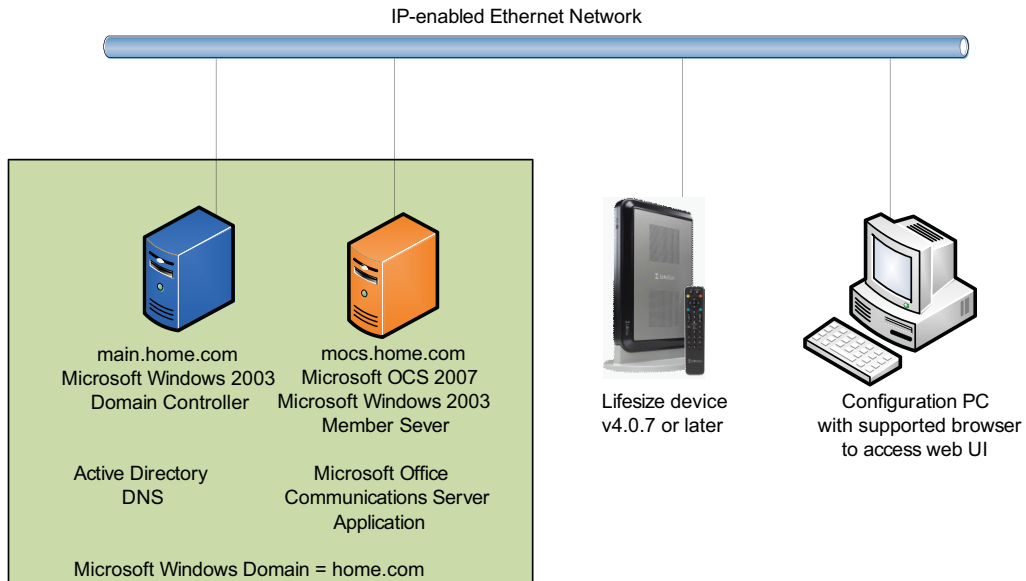 IP-enabled Ethernet Network
main.home.com
Microsoft Windows 2003
Domain Controller
mocs.home.com
Microsoft OCS 2007
Microsoft Windows 2003
Member Sever
Lifesize device
v4.0.7 or later
Configuration PC
with supported browser
to access web UI
Active Directory
DNS
Microsoft Office
Communications Server
Application
Microsoft Windows Domain = home.com